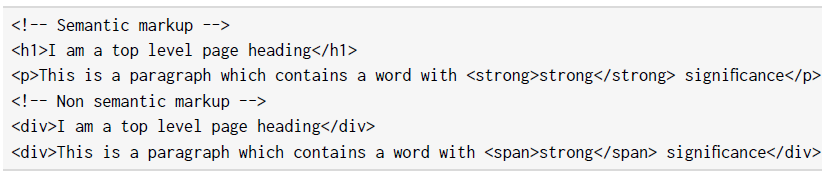 <!-- Semantic markup -->
<h1>I am a top level page heading</h1>
<p>This is a paragraph which contains a word with <strong>strong</strong> significance</p>
<!-- Non semantic markup -->
<div>I am a top level page heading</div>
<div>This is a paragraph which contains a word with <span>strong</span> significance</div>